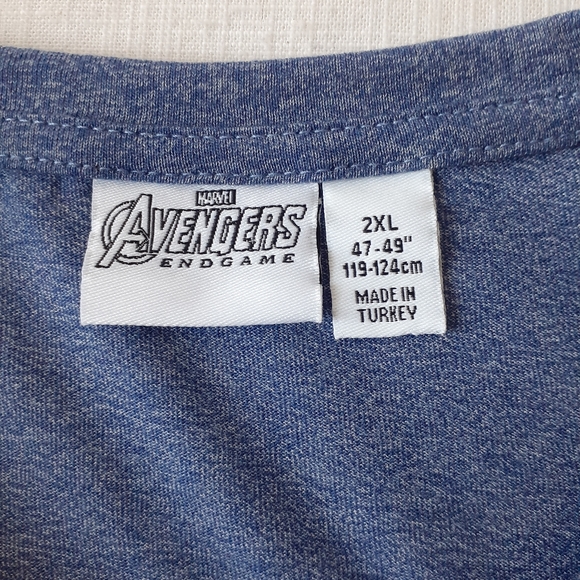 MARVEL
AVENGERS
ENDGAME
2XL
47-49"
119-124cm
MADE IN
TURKEY